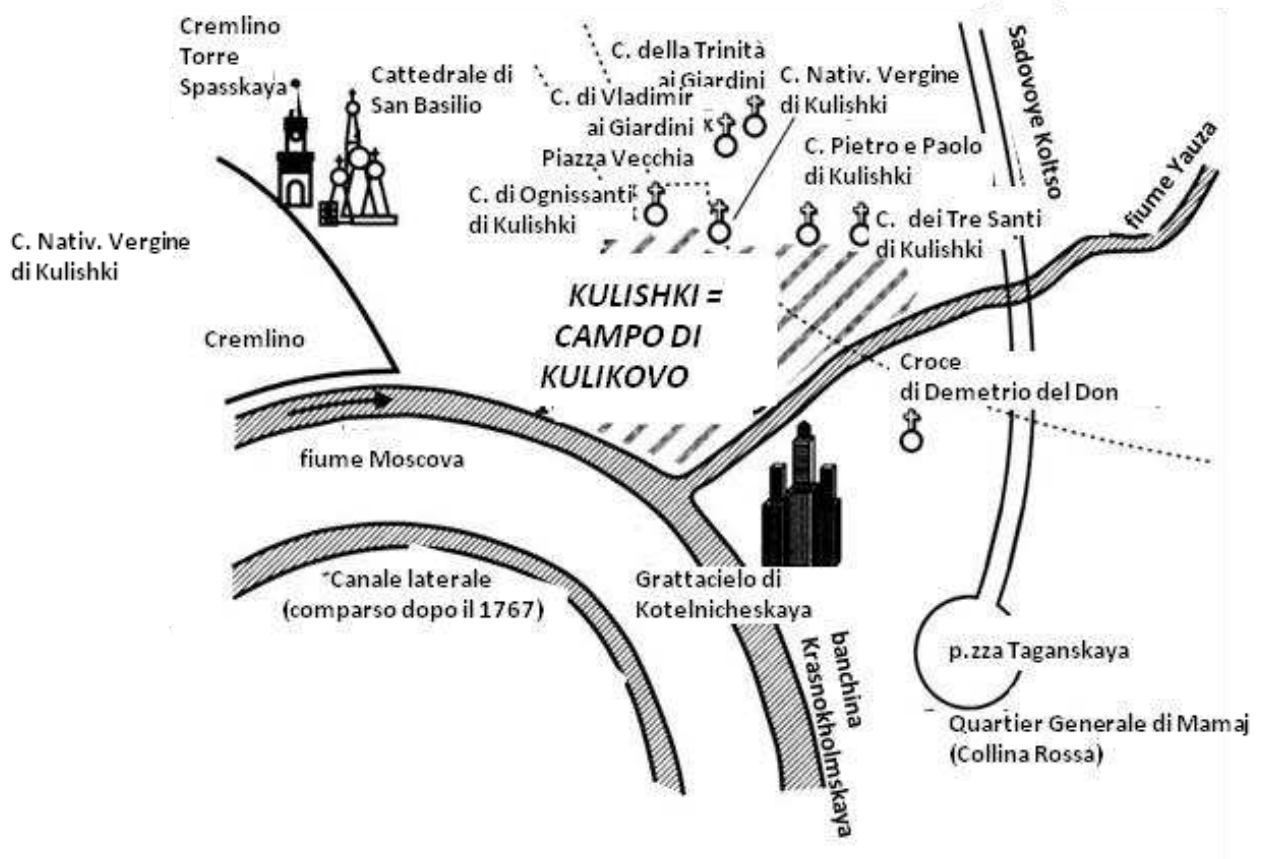 Cremlino
Torre
Spasskaya
Cattedrale di
San Basilio
C. della Trinità
ai Giardini
C. di Vladimir
ai Giardini
Piazza Vecchia
C. Nativ. Vergine
di Kulishki
C. Pietro e Paolo
di Kulishki
C. di Ognissanti
di Kulishki
C. dei Tre Santi
di Kulishki
Sadovoye Koltso
fiume Yauza
C. Nativ. Vergine
di Kulishki
Cremlino
KULISHKI =
CAMPO DI
KULIKOVO
Croce
di Demetrio del Don
fiume Moscova
Canale laterale
(comparso dopo il 1767)
Grattacielo di
Kotelnicheskaya
banchina
Krasnokholmskaya
p.zza Taganskaya
Quartier Generale di Mamaj
(Collina Rossa)